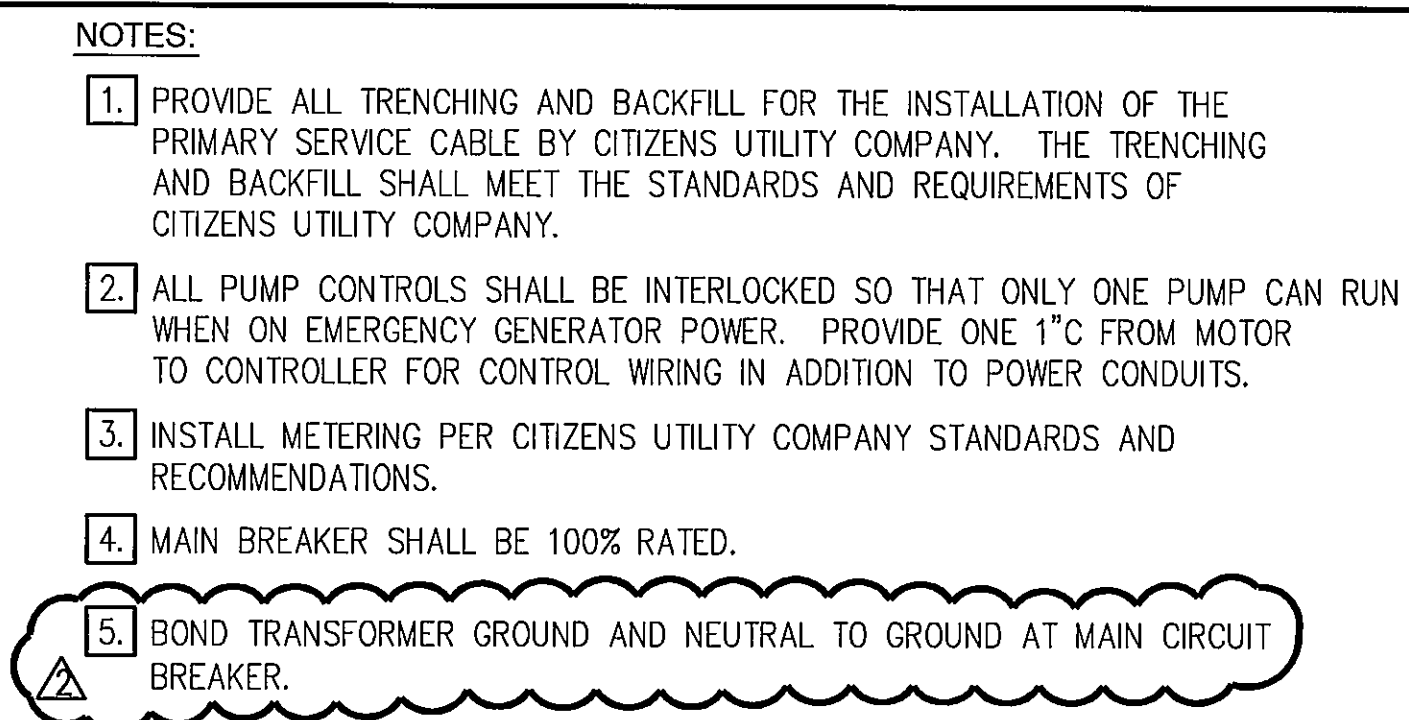 NOTES:
1. PROVIDE ALL TRENCHING AND BACKFILL FOR THE INSTALLATION OF THE
PRIMARY SERVICE CABLE BY CITIZENS UTILITY COMPANY. THE TRENCHING
AND BACKFILL SHALL MEET THE STANDARDS AND REQUIREMENTS OF
CITIZENS UTILITY COMPANY.
2. ALL PUMP CONTROLS SHALL BE INTERLOCKED SO THAT ONLY ONE PUMP CAN RUN
WHEN ON EMERGENCY GENERATOR POWER. PROVIDE ONE 1"C FROM MOTOR
TO CONTROLLER FOR CONTROL WIRING IN ADDITION TO POWER CONDUITS.
3. INSTALL METERING PER CITIZENS UTILITY COMPANY STANDARDS AND
RECOMMENDATIONS.
4. MAIN BREAKER SHALL BE 100% RATED.
5. BOND TRANSFORMER GROUND AND NEUTRAL TO GROUND AT MAIN CIRCUIT
2 BREAKER.